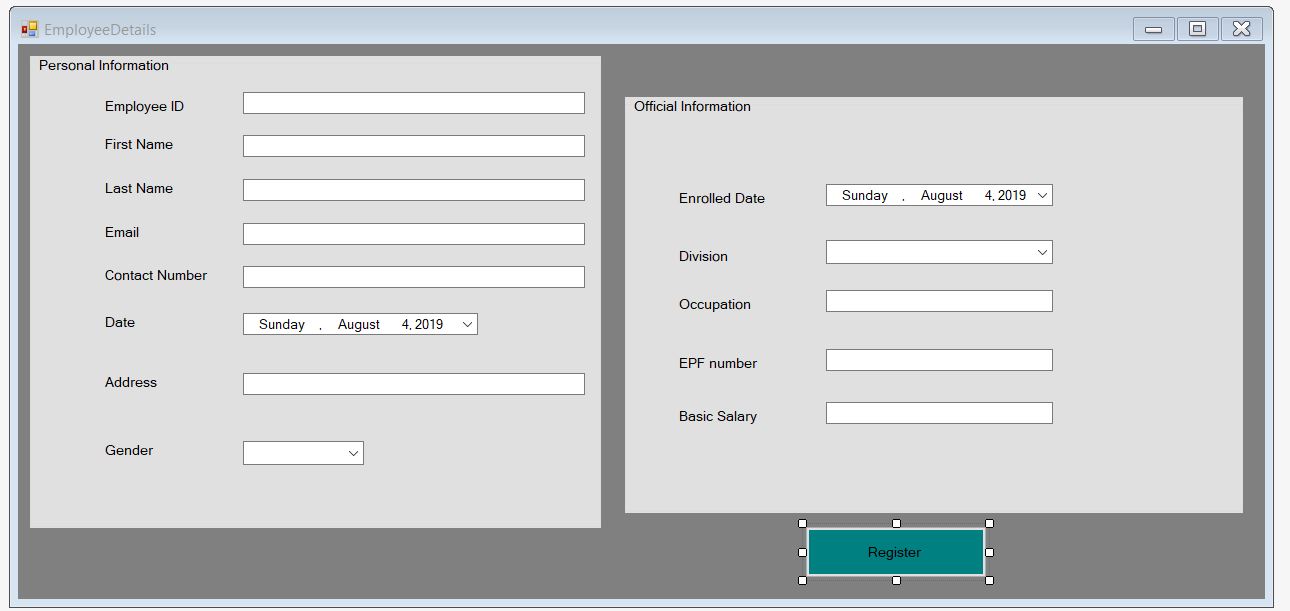 EmployeeDetails
Personal Information
Employee ID
First Name
Last Name
Email
Contact Number
Date
Sunday , August 4, 2019
Address
Gender
Official Information
Enrolled Date
Sunday , August 4, 2019
Division
Occupation
EPF number
Basic Salary
Register